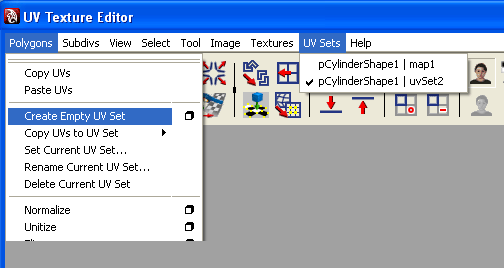 UV Texture Editor
Polygons Subdivs View Select Tool Image Textures UV Sets Help
pCylinderShape1 | map1
pCylinderShape1 | uvSet2
Copy UVs
Paste UVs
Create Empty UV Set
Copy UVs to UV Set
Set Current UV Set...
Rename Current UV Set...
Delete Current UV Set
Normalize
Unitize